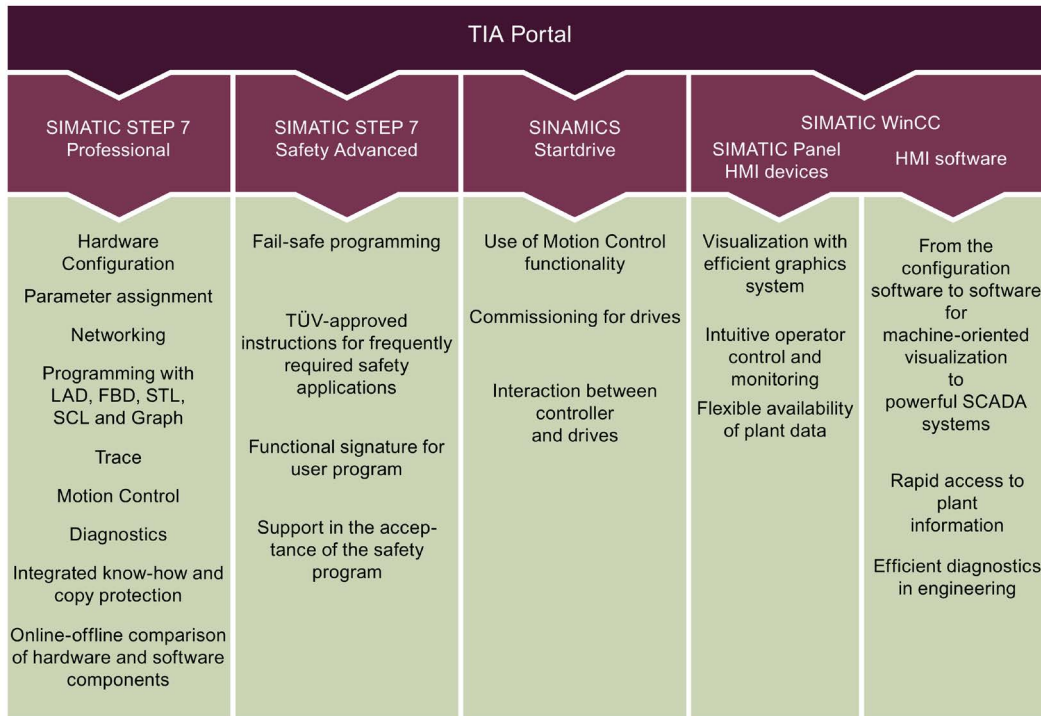 TIA Portal
SIMATIC STEP 7
Professional
SIMATIC STEP 7
Safety Advanced
SINAMICS
Startdrive
SIMATIC WinCC
SIMATIC Panel
HMI devices
HMI software
Hardware
Configuration
Parameter assignment
Networking
Programming with
LAD, FBD, STL,
SCL and Graph
Trace
Motion Control
Diagnostics
Integrated know-how and
copy protection
Online-offline comparison
of hardware and software
components
Fail-safe programming
TÜV-approved
instructions for frequently
required safety
applications
Functional signature for
user program
Support in the accep-
tance of the safety
program
Use of Motion Control
functionality
Commissioning for drives
Interaction between
controller
and drives
Visualization with
efficient graphics
system
Intuitive operator
control and
monitoring
Flexible availability
of plant data
From the
configuration
software to software
for
machine-oriented
visualization
to
powerful SCADA
systems
Rapid access to
plant
information
Efficient diagnostics
in engineering